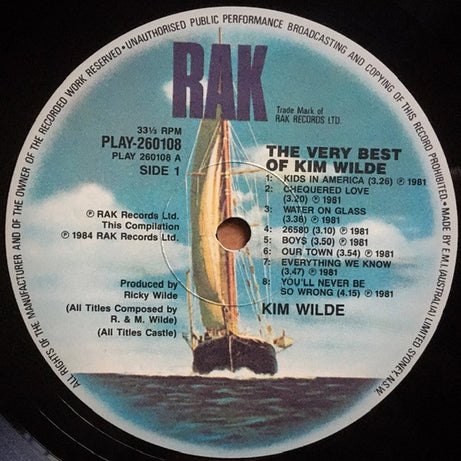 ALL RIGHTS OF THE MANUFACTURER AND OF THE OWNER OF THE RECORDED WORK RESERVED • UNAUTHORISED PUBLIC PERFORMANCE BROADCASTING AND COPYING OF THIS RECORD PROHIBITED. • MADE BY E.M.I. (AUSTRALIA) LIMITED SYDNEY, N.S.W.
RAK
Trade Mark of
RAK RECORDS LTD.
33⅓ RPM
PLAY-260108
PLAY 260108 A
SIDE 1
THE VERY BEST
OF KIM WILDE
1: KIDS IN AMERICA (3.26) ℗ 1981
2: CHEQUERED LOVE
(3.20) ℗ 1981
3: WATER ON GLASS
(3.36) ℗ 1981
4: 26580 (3.10) ℗ 1981
5: BOY$ (3.50) ℗ 1981
6: OUR TOWN (3.54) ℗ 1981
7: EVERYTHING WE KNOW
(3.47) ℗ 1981
8: YOU'LL NEVER BE
SO WRONG (4.15) ℗ 1981
KIM WILDE
℗ RAK Records Ltd.
This Compilation
℗ 1984 RAK Records Ltd.
Produced by
Ricky Wilde
(All Titles Composed by
R. & M. Wilde)
(All Titles Castle)